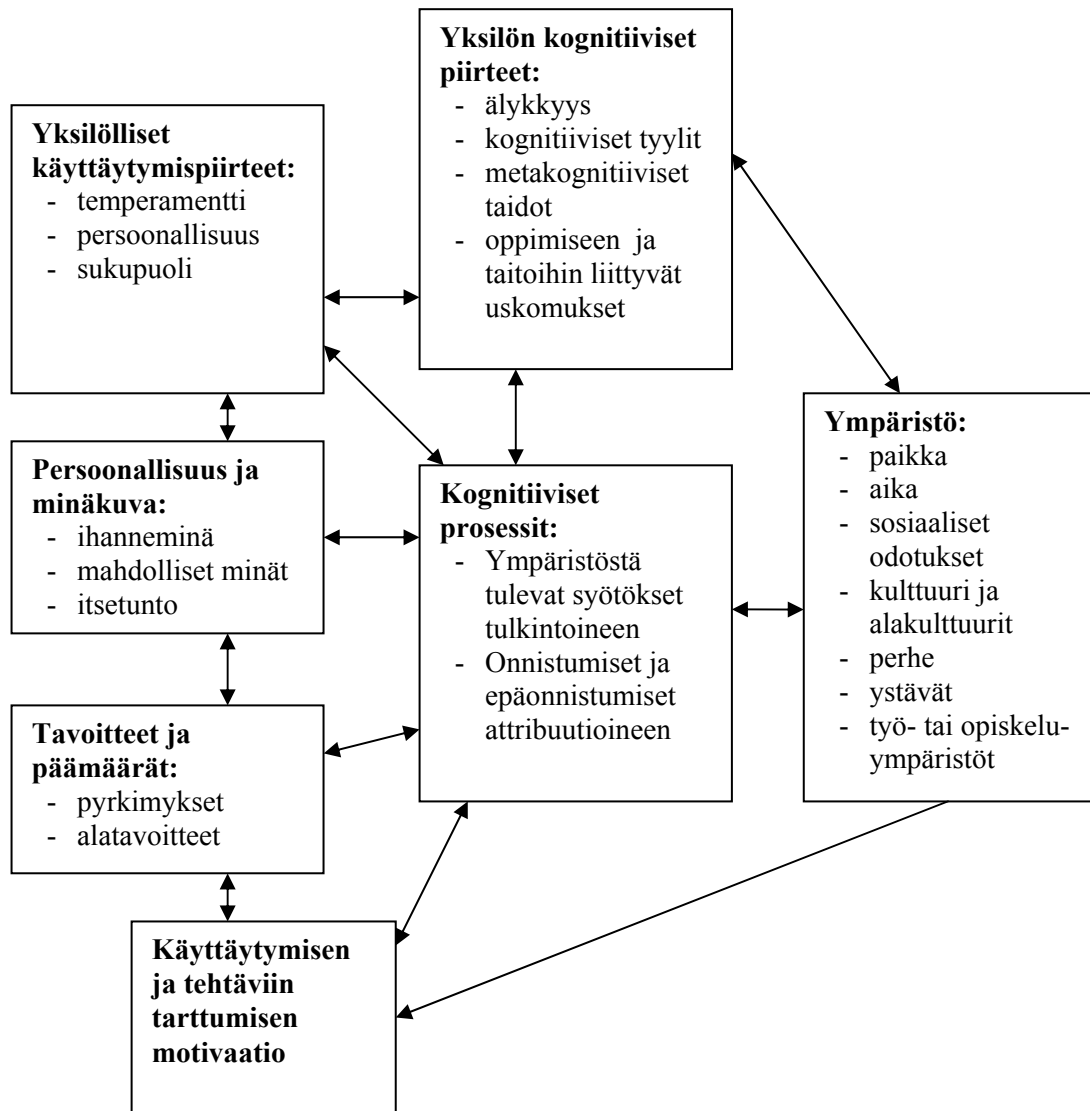 Yksilön kognitiiviset
piirteet:
- älykkyys
- kognitiiviset tyylit
- metakognitiiviset
taidot
- oppimiseen ja
taitoihin liittyvät
uskomukset
Yksilölliset
käyttäytymispiirteet:
- temperamentti
- persoonallisuus
- sukupuoli
Persoonallisuus ja
minäkuva:
- ihanneminä
- mahdolliset minät
- itsetunto
Kognitiiviset
prosessit:
- Ympäristöstä
tulevat syötökset
tulkintoineen
- Onnistumiset ja
epäonnistumiset
attribuutioineen
Ympäristö:
- paikka
- aika
- sosiaaliset
odotukset
- kulttuuri ja
alakulttuurit
- perhe
- ystävät
- työ- tai opiskelu-
ympäristöt
Tavoitteet ja
päämäärät:
- pyrkimykset
- alatavoitteet
Käyttäytymisen
ja tehtäviin
tarttumisen
motivaatio